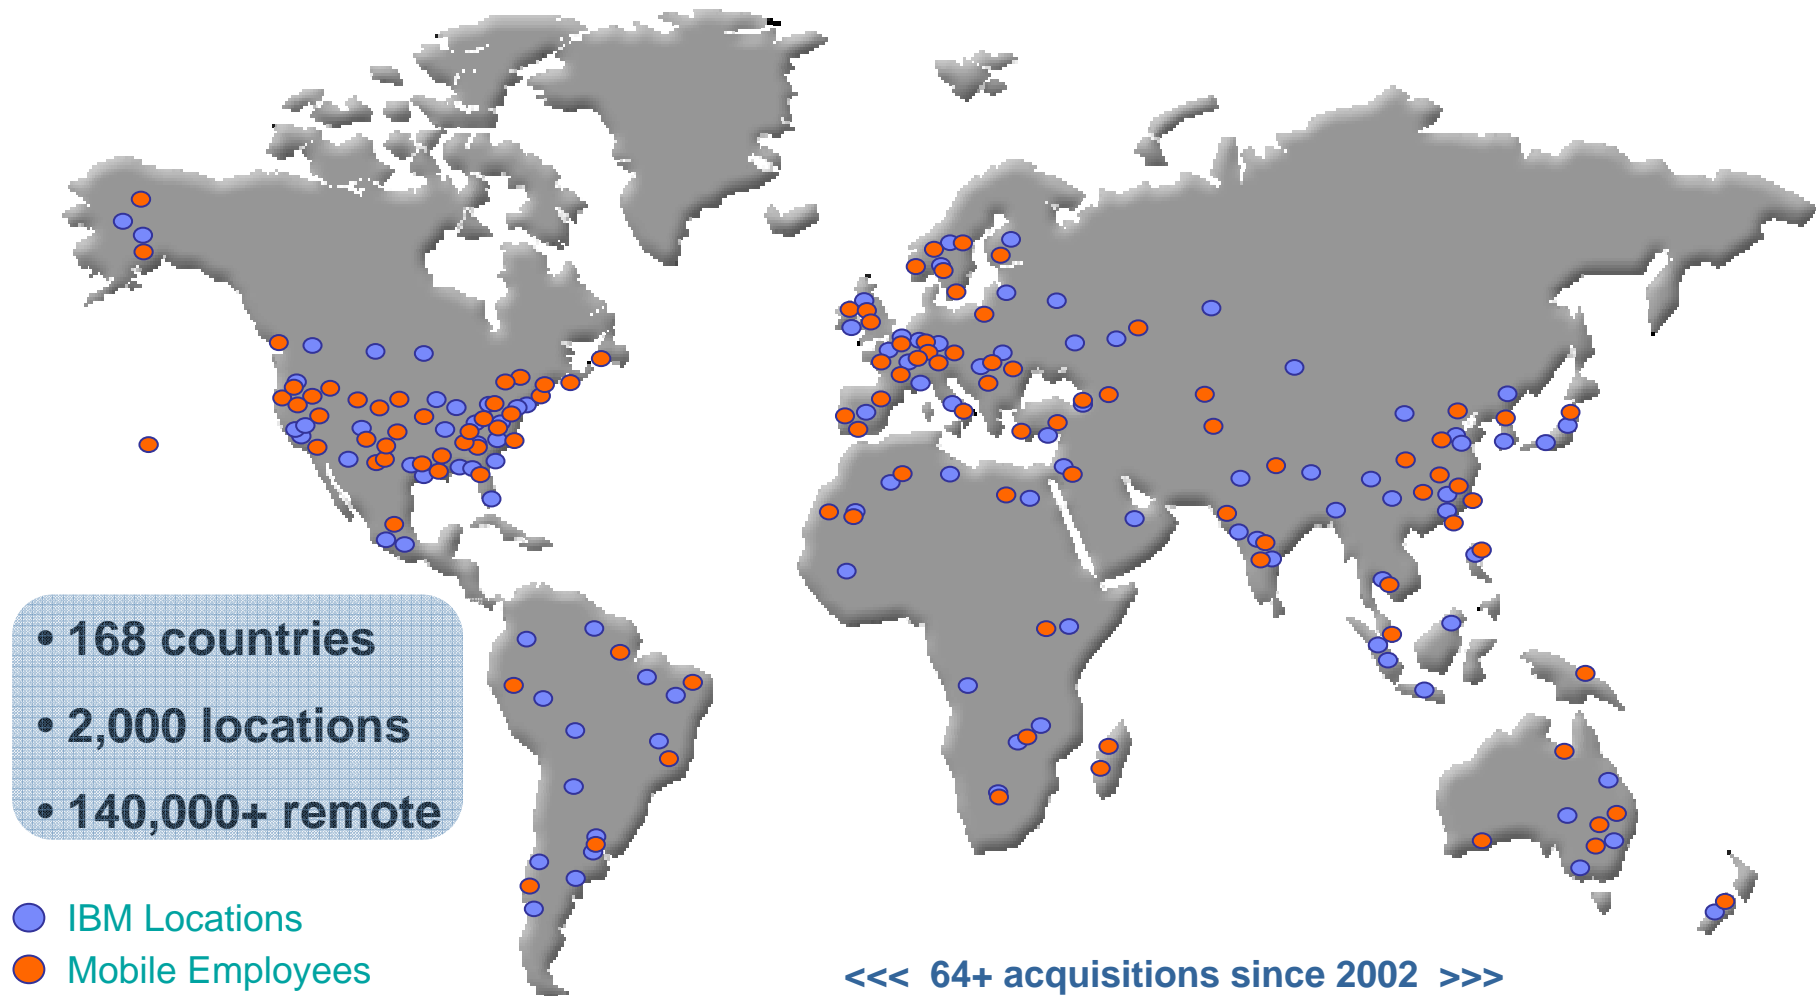 • 168 countries
• 2,000 locations
• 140,000+ remote
IBM Locations
Mobile Employees
<<< 64+ acquisitions since 2002 >>>